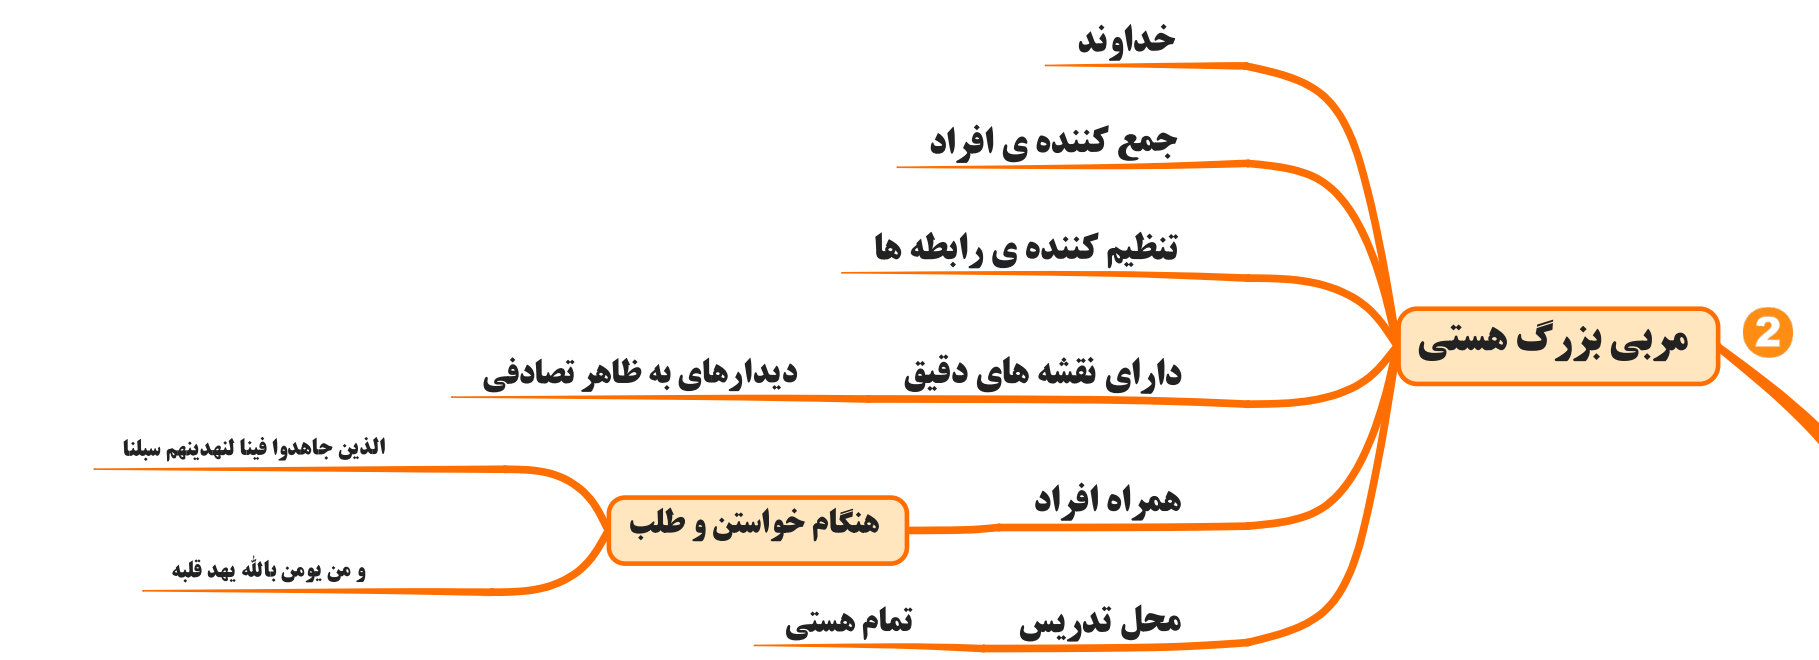 2
مربی بزرگ هستی
خداوند
جمع کننده ی افراد
تنظیم کننده ی رابطه ها
دارای نقشه های دقیق
دیدارهای به ظاهر تصادفی
همراه افراد
هنگام خواستن و طلب
الذین جاهدوا فینا لنهدینهم سبلنا
و من یومن بالله یهد قلبه
محل تدریس
تمام هستی